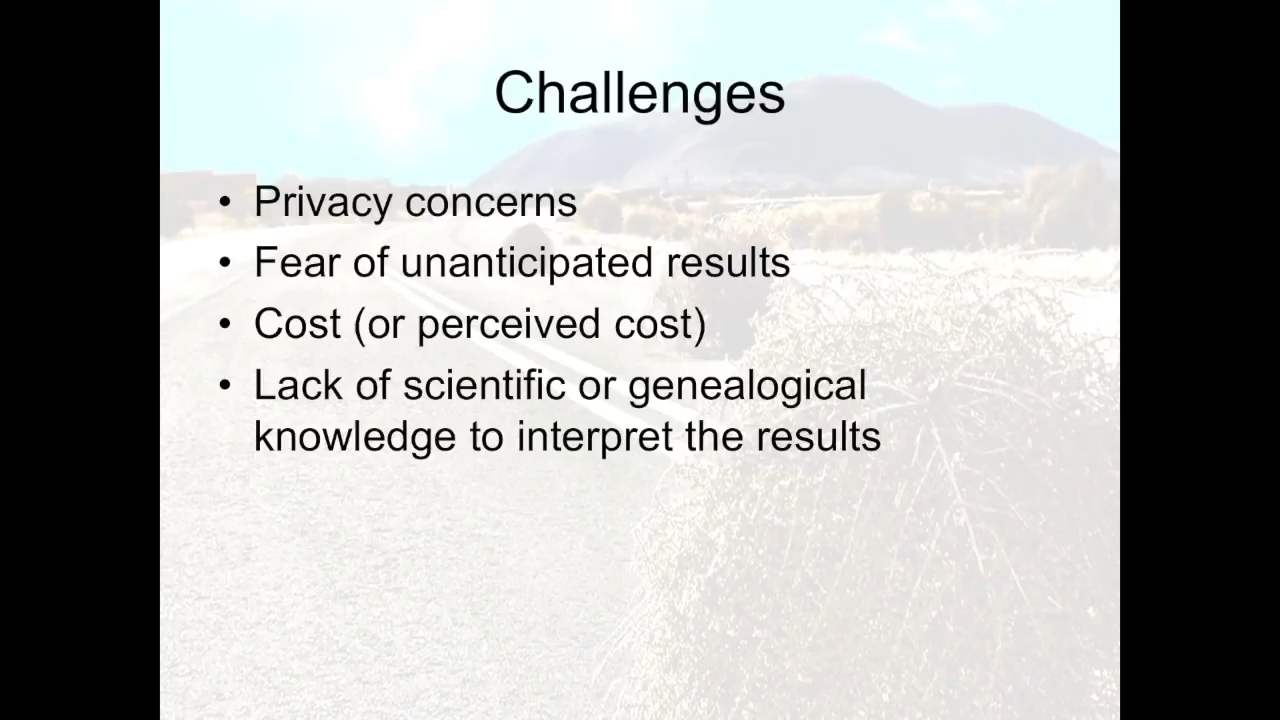 Challenges
• Privacy concerns
• Fear of unanticipated results
• Cost (or perceived cost)
• Lack of scientific or genealogical
knowledge to interpret the results